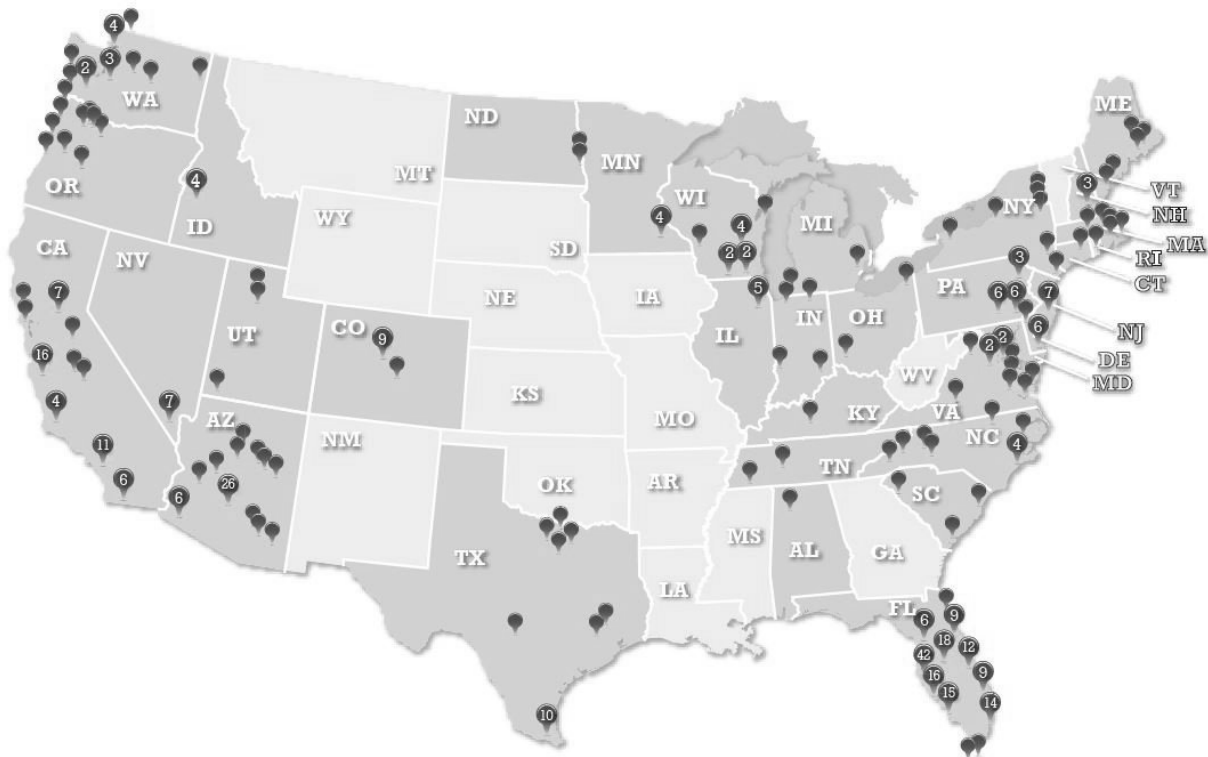 4
3
2
WA
ME
ND
MT
MN
OR
4
ID
WI
4
4
2 2
MI
NY
3
VT
NH
MA
RI
CT
WY
SD
CA
NV
7
NE
IA
5
IL
IN
OH
PA
3
6 6
7
NJ
UT
CO
9
6
DE
2 2
MD
16
WV
4
7
KS
MO
KY
VA
AZ
11
NM
NC
4
6
26
6
OK
AR
TN
SC
TX
MS
AL
GA
LA
FL
6
9
18
12
42
16
9
15
14
10